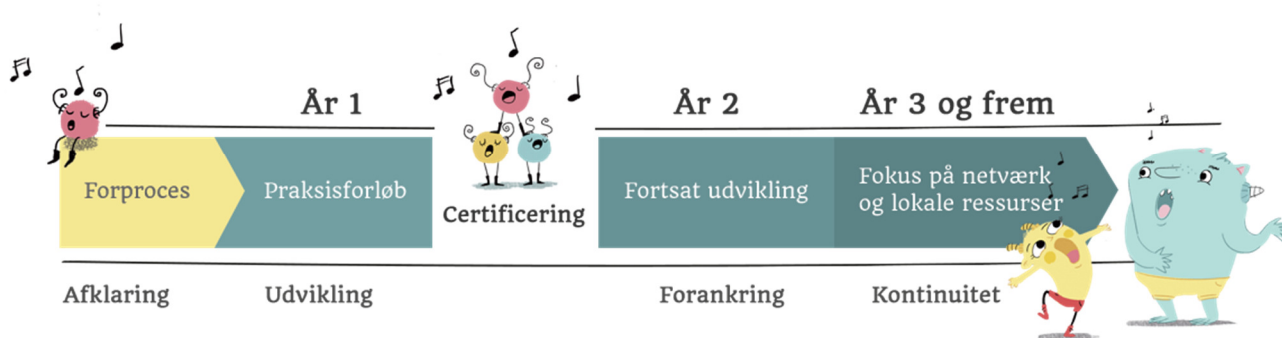 År 1
År 2
År 3 og frem
Forproces
Praksisforløb
Certificering
Fortsat udvikling
Fokus på netværk
og lokale ressurser
Afklaring
Udvikling
Forankring
Kontinuitet